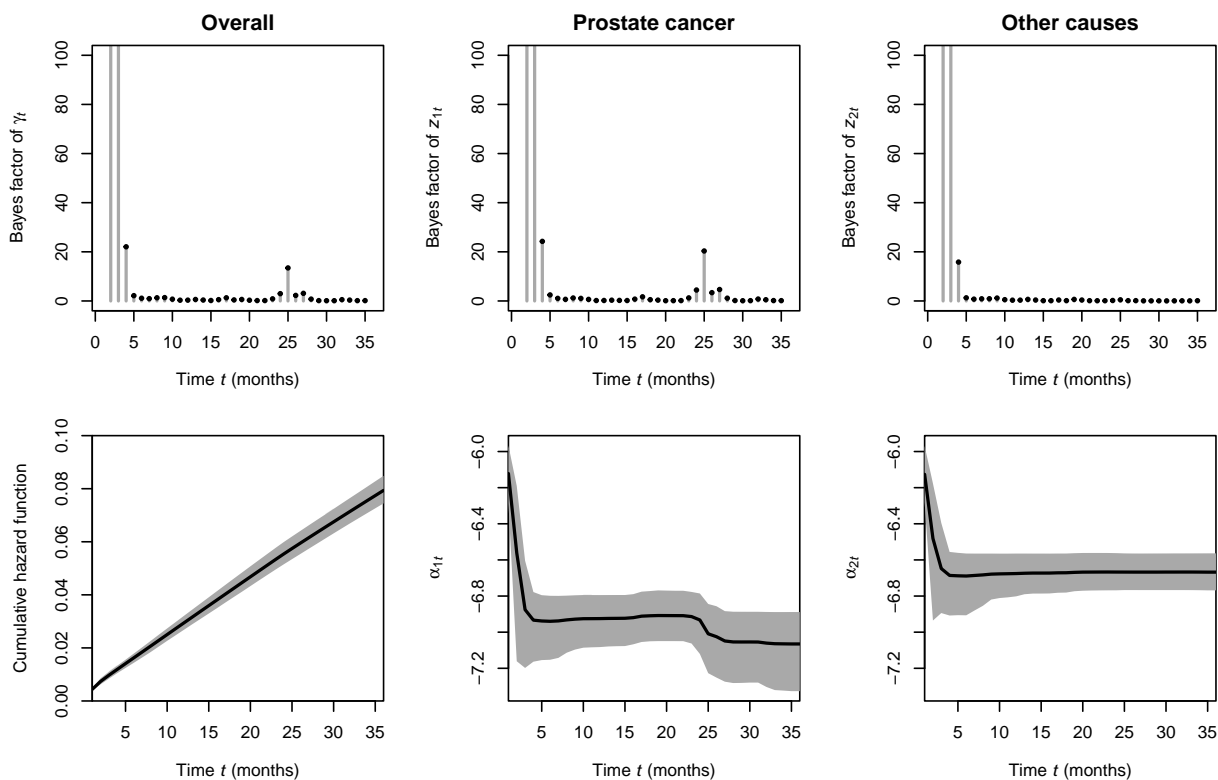 Overall
Prostate cancer
Other causes
Bayes factor of γt
0 20 40 60 80 100
0 5 10 15 20 25 30 35
Time t (months)
Bayes factor of z1t
0 20 40 60 80 100
0 5 10 15 20 25 30 35
Time t (months)
Bayes factor of z2t
0 20 40 60 80 100
0 5 10 15 20 25 30 35
Time t (months)
Cumulative hazard function
0.00 0.02 0.04 0.06 0.08 0.10
5 10 15 20 25 30 35
Time t (months)
α1t
−7.2 −6.8 −6.4 −6.0
5 10 15 20 25 30 35
Time t (months)
α2t
−7.2 −6.8 −6.4 −6.0
5 10 15 20 25 30 35
Time t (months)